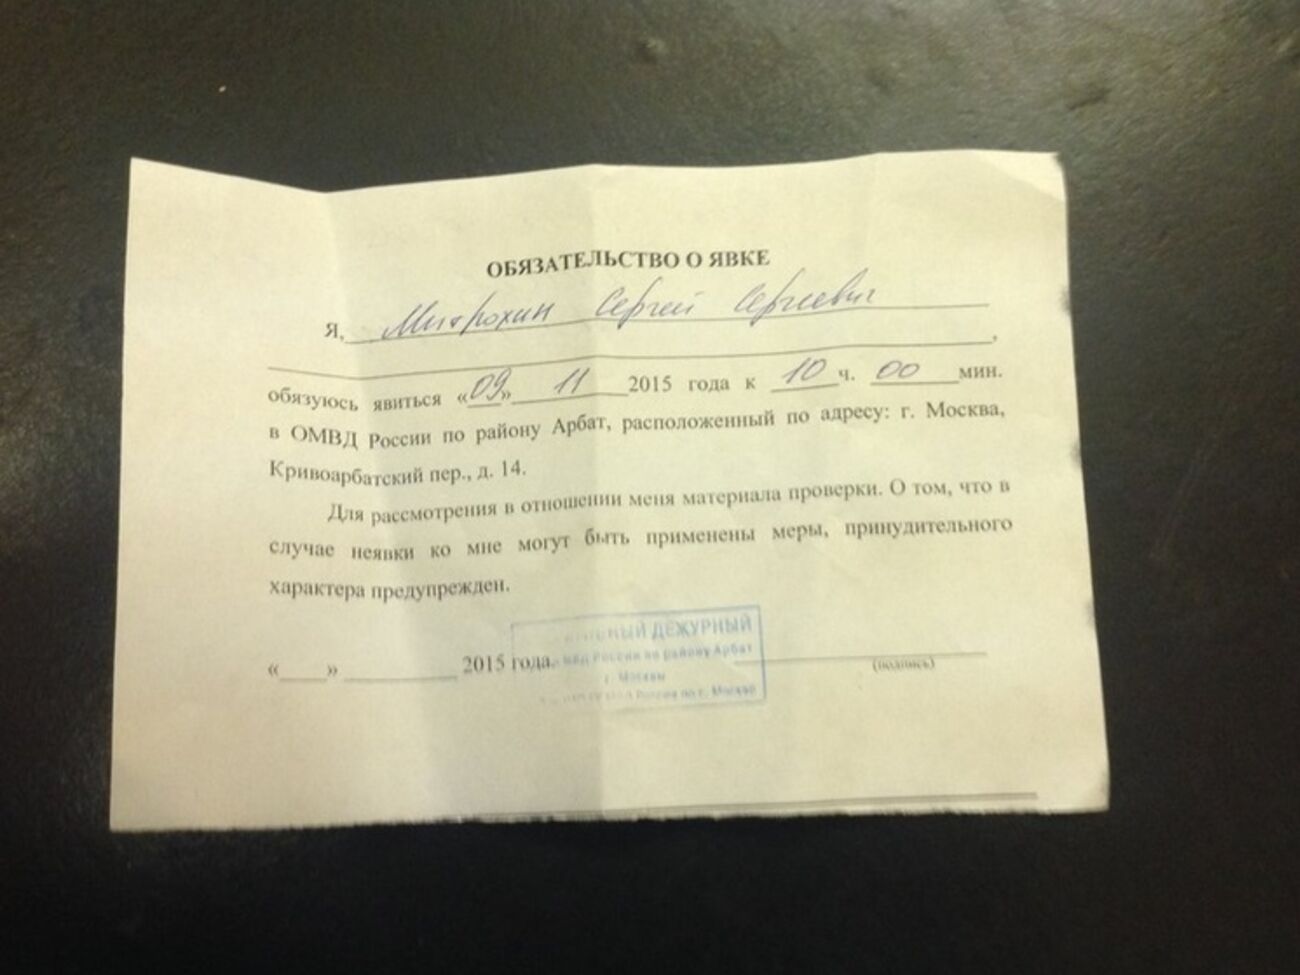 ОБЯЗАТЕЛЬСТВО О ЯВКЕ
Я, Митрохин Сергей Сергеевич
,
обязуюсь явиться «09» 11 2015 года к 10 ч. 00 мин.
в ОМВД России по району Арбат, расположенный по адресу: г. Москва,
Кривоарбатский пер., д. 14.
Для рассмотрения в отношении меня материала проверки. О том, что в
случае неявки ко мне могут быть применены меры, принудительного
характера предупрежден.
ДЕЖУРНЫЙ
«____» __________ 2015 года. России по району Арбат
(подпись)
г. Москвы
России по г. Москве